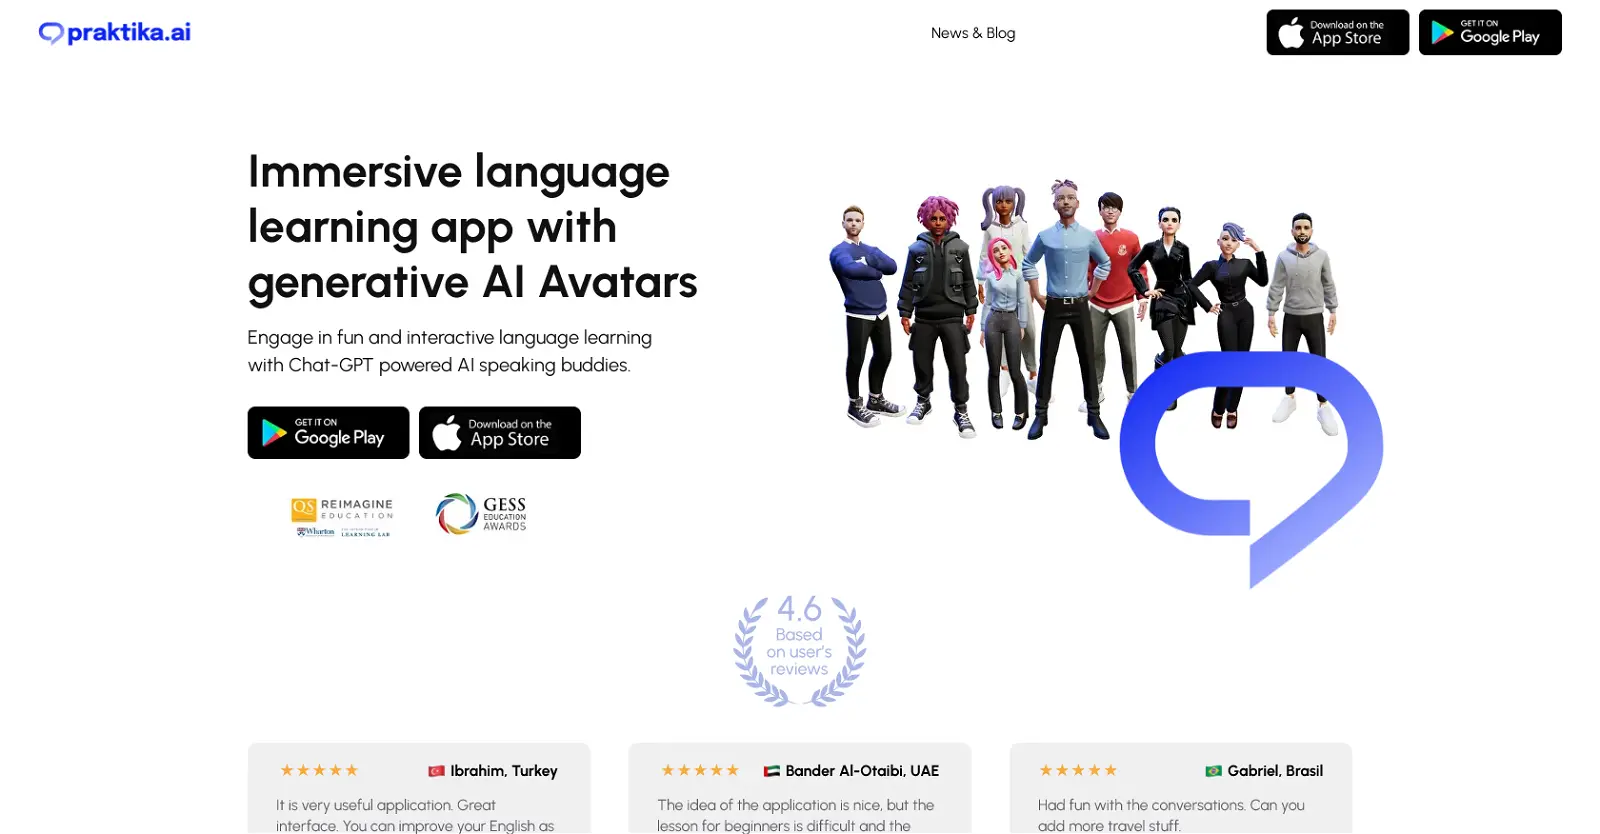 praktika.ai
News & Blog
Download on the
App Store
GET IT ON
Google Play
Immersive language
learning app with
generative AI Avatars
Engage in fun and interactive language learning
with Chat-GPT powered AI speaking buddies.
GET IT ON
Google Play
Download on the
App Store
QS REIMAGINE
EDUCATION
Wharton
LEARNING LAB
GESS
EDUCATION
AWARDS
4.6
Based
on user's
reviews
★★★★★ Ibrahim, Turkey
It is very useful application. Great
interface. You can improve your English as
★★★★★ Bander Al-Otaibi, UAE
The idea of the application is nice, but the
lesson for beginners is difficult and the
★★★★★ Gabriel, Brasil
Had fun with the conversations. Can you
add more travel stuff.